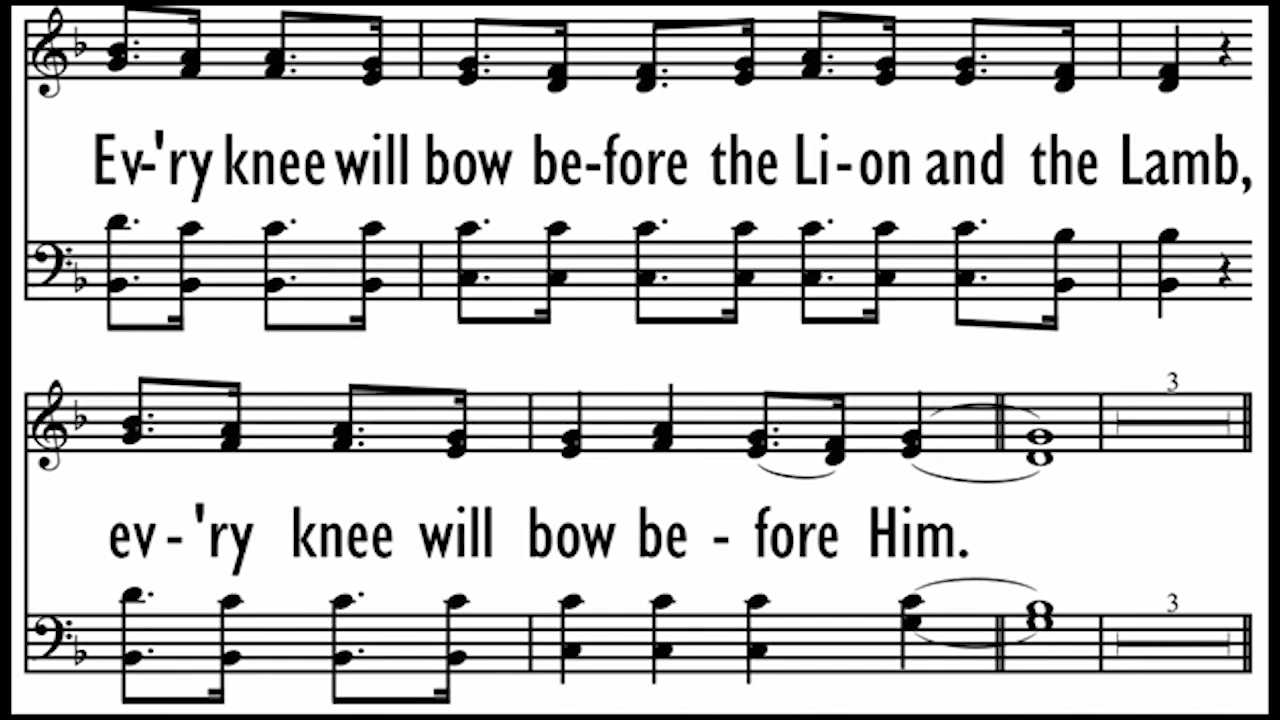 Ev-'ry knee will bow be-fore the Li-on and the Lamb,
3
ev - 'ry knee will bow be - fore Him.
3